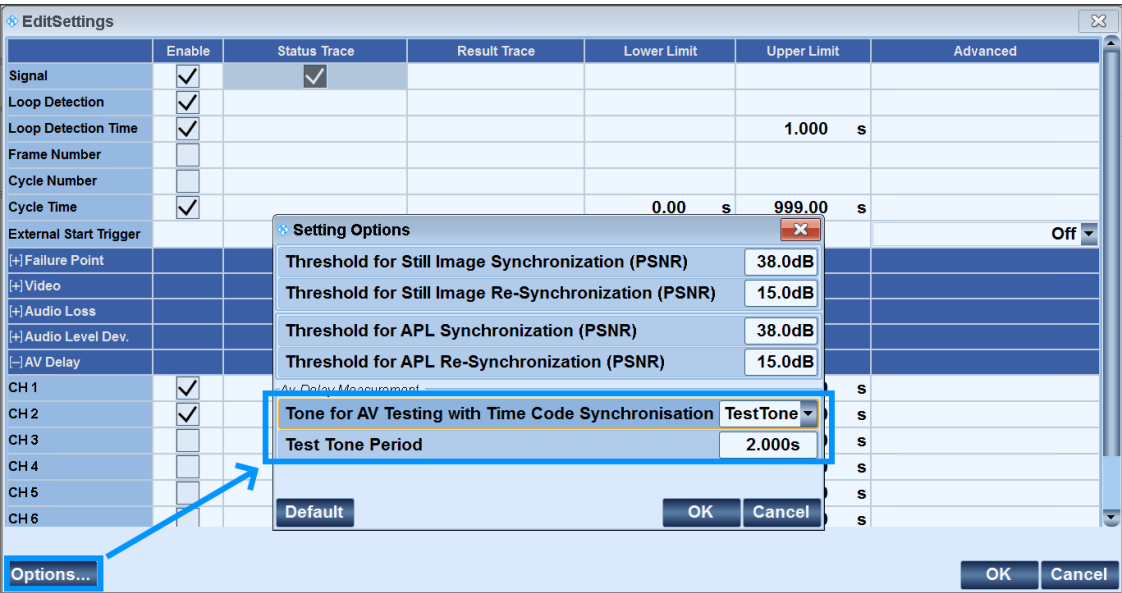 EditSettings
Enable Status Trace Result Trace Lower Limit Upper Limit Advanced
Signal
Loop Detection
Loop Detection Time 1.000 s
Frame Number
Cycle Number
Cycle Time 0.00 s 999.00 s
External Start Trigger Off
[+] Failure Point
[+] Video
[+] Audio Loss
[+] Audio Level Dev.
[-] AV Delay
CH 1 s
CH 2 s
CH 3 s
CH 4 s
CH 5 s
CH 6 s
Setting Options
Threshold for Still Image Synchronization (PSNR) 38.0dB
Threshold for Still Image Re-Synchronization (PSNR) 15.0dB
Threshold for APL Synchronization (PSNR) 38.0dB
Threshold for APL Re-Synchronization (PSNR) 15.0dB
Av Delay Measurement
Tone for AV Testing with Time Code Synchronisation TestTone
Test Tone Period 2.000s
Default OK Cancel
Options... OK Cancel